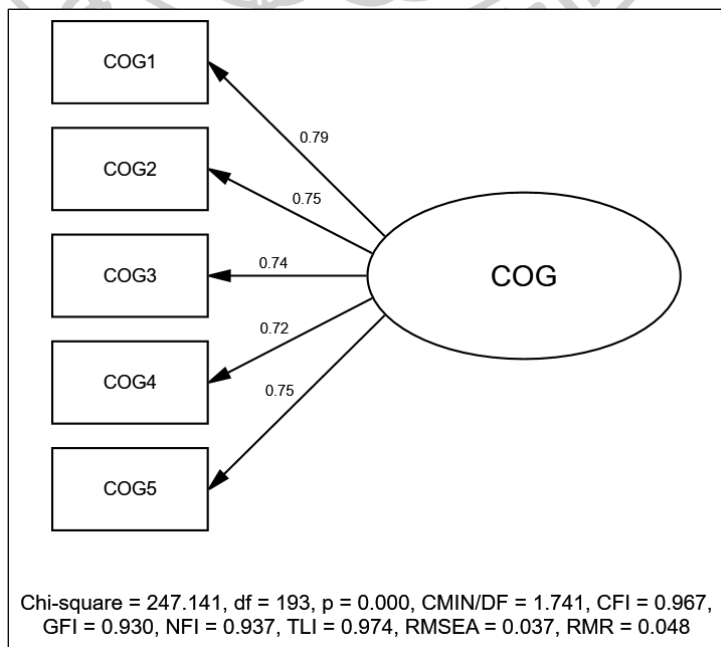 COG1
0.79
COG2
0.75
COG3
0.74
COG
COG4
0.72
COG5
0.75
Chi-square = 247.141, df = 193, p = 0.000, CMIN/DF = 1.741, CFI = 0.967,
GFI = 0.930, NFI = 0.937, TLI = 0.974, RMSEA = 0.037, RMR = 0.048